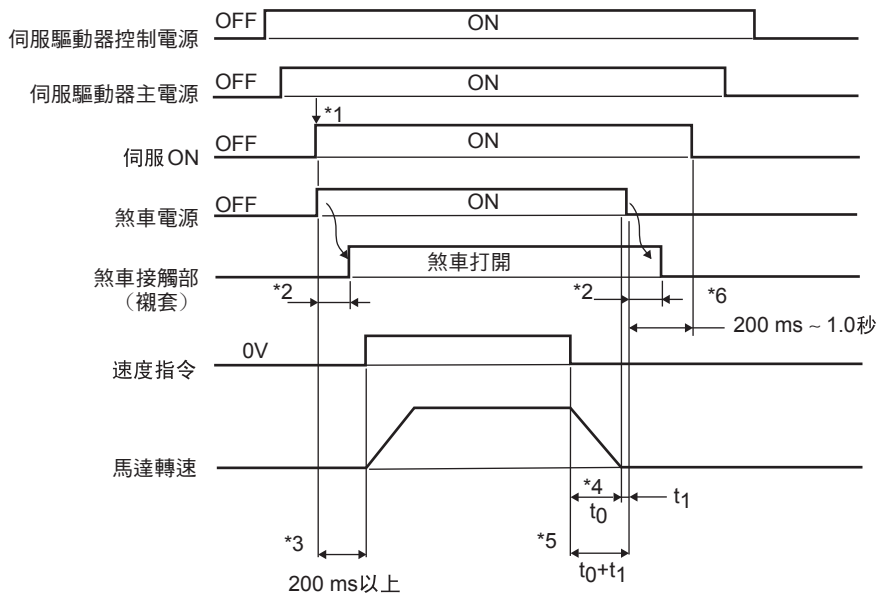 伺服驅動器控制電源 OFF ON
伺服驅動器主電源 OFF ON
*1
伺服ON OFF ON
煞車電源 OFF ON
煞車接觸部 煞車打開
（襯套） *2 *2 *6
200 ms ~ 1.0秒
速度指令 0V
馬達轉速
*4 t1
t0
*3 *5
200 ms以上 t0+t1